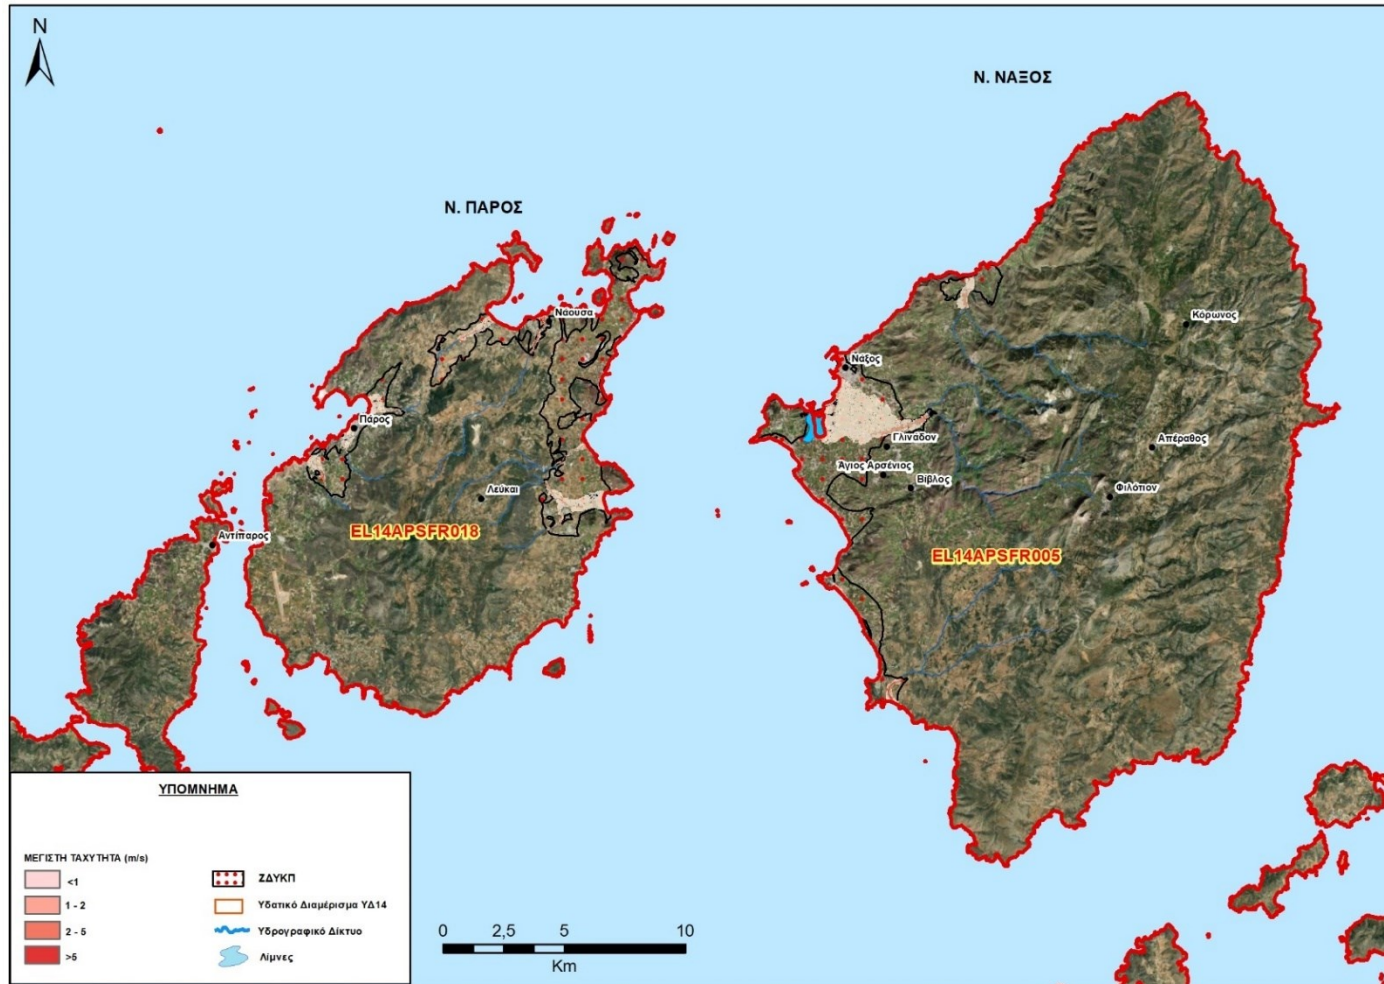 N
Ν. ΝΑΞΟΣ
Ν. ΠΑΡΟΣ
Νάουσα
Κόρωνος
Νάξος
Πάρος
Γλινάδον
Απέραθος
Άγιος Αρσένιος
Βίβλος
Φιλότιον
Λεύκαι
EL14APSFR018
Αντίπαρος
EL14APSFR005
ΥΠΟΜΝΗΜΑ
ΜΕΓΙΣΤΗ ΤΑΧΥΤΗΤΑ (m/s)
<1
1 - 2
2 - 5
>5
ΖΔΥΚΠ
Υδατικό Διαμέρισμα ΥΔ14
Υδρογραφικό Δίκτυο
Λίμνες
0 2,5 5 10
Km